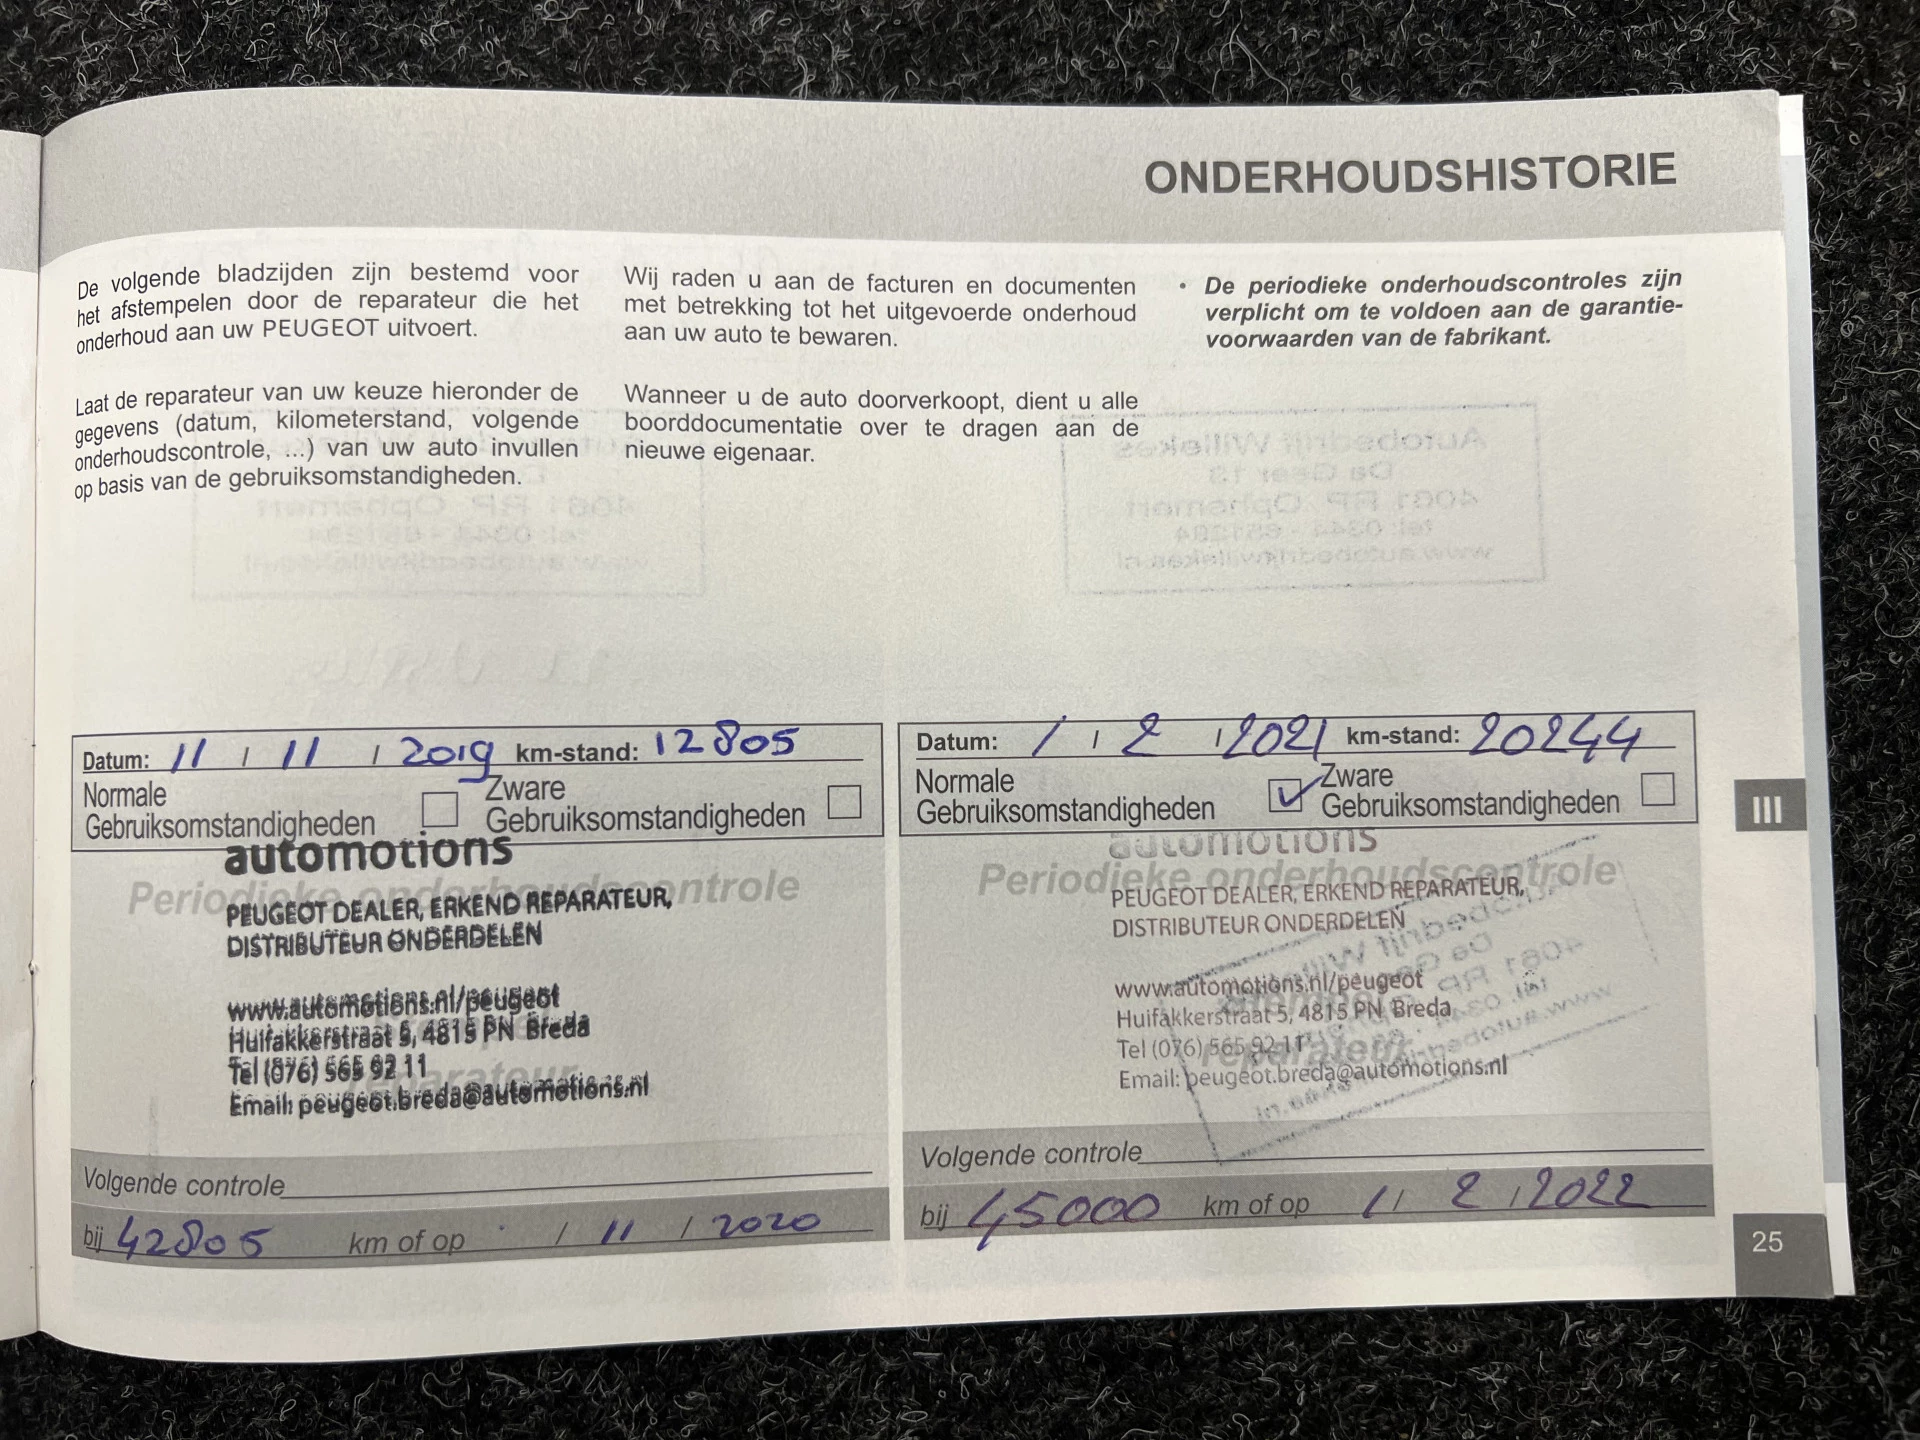 ONDERHOUDSHISTORIE
De volgende bladzijden zijn bestemd voor
het afstempelen door de reparateur die het
onderhoud aan uw PEUGEOT uitvoert.
Laat de reparateur van uw keuze hieronder de
gegevens (datum, kilometerstand, volgende
onderhoudscontrole, ...) van uw auto invullen
op basis van de gebruiksomstandigheden.
Wij raden u aan de facturen en documenten
met betrekking tot het uitgevoerde onderhoud
aan uw auto te bewaren.
Wanneer u de auto doorverkoopt, dient u alle
boorddocumentatie over te dragen aan de
nieuwe eigenaar.
• De periodieke onderhoudscontroles zijn
verplicht om te voldoen aan de garantie-
voorwaarden van de fabrikant.
Datum: 11 / 11 / 2019 km-stand: 12805
Normale
Gebruiksomstandigheden
Zware
Gebruiksomstandigheden
automotions
Periodieke onderhoudscontrole
PEUGEOT DEALER, ERKEND REPARATEUR,
DISTRIBUTEUR ONDERDELEN
www.automotions.nl/peugeot
Huifakkerstraat 5, 4815 PN Breda
Tel (076) 565 92 11
reparateur
Email: peugeot.breda@automotions.nl
Volgende controle
bij 42805 km of op / 11 / 2020
Datum: 1 / 2 / 2021 km-stand: 20244
Normale
Gebruiksomstandigheden
Zware
Gebruiksomstandigheden
automotions
Periodieke onderhoudscontrole
PEUGEOT DEALER, ERKEND REPARATEUR,
DISTRIBUTEUR ONDERDELEN
www.automotions.nl/peugeot
Huifakkerstraat 5, 4815 PN Breda
Tel (076) 565 92 11
reparateur
Email: peugeot.breda@automotions.nl
Volgende controle
bij 45000 km of op 1 / 2 / 2022
III
25